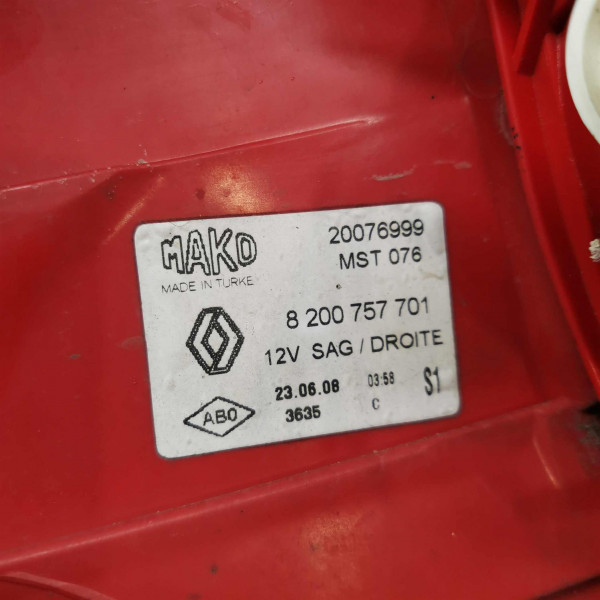 MAKO
MADE IN TURKE
20076999
MST 076
8 200 757 701
12V SAG / DROITE
23.06.08 03:58 S1
ABO 3635 C